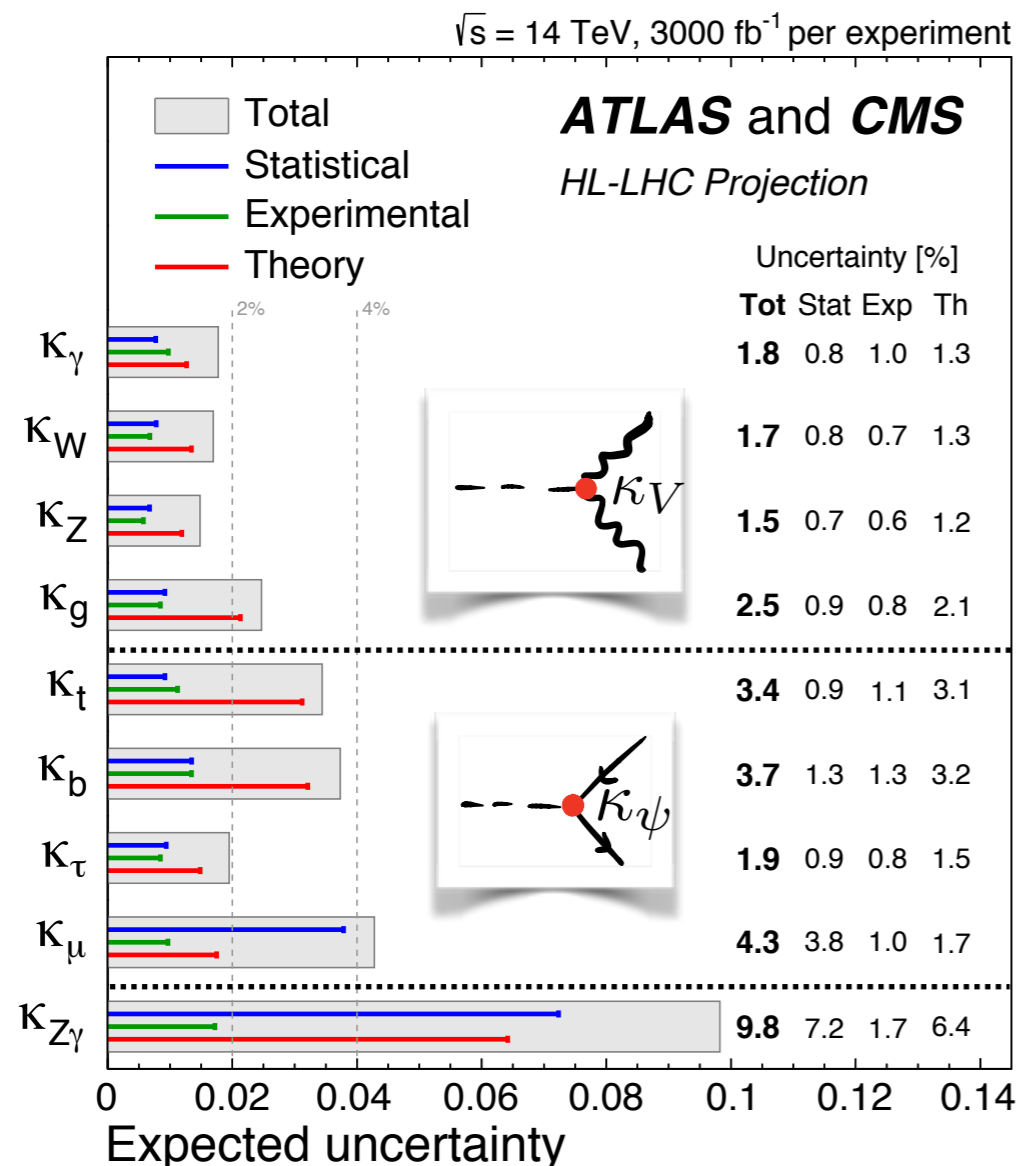 √s = 14 TeV, 3000 fb⁻¹ per experiment
Total
Statistical
Experimental
Theory
ATLAS and CMS
HL-LHC Projection
Uncertainty [%]
Tot Stat Exp Th
2% 4%
κγ 1.8 0.8 1.0 1.3
κW 1.7 0.8 0.7 1.3
κV
κZ 1.5 0.7 0.6 1.2
κg 2.5 0.9 0.8 2.1
κt 3.4 0.9 1.1 3.1
κb 3.7 1.3 1.3 3.2
κψ
κτ 1.9 0.9 0.8 1.5
κμ 4.3 3.8 1.0 1.7
κZγ 9.8 7.2 1.7 6.4
0 0.02 0.04 0.06 0.08 0.1 0.12 0.14
Expected uncertainty